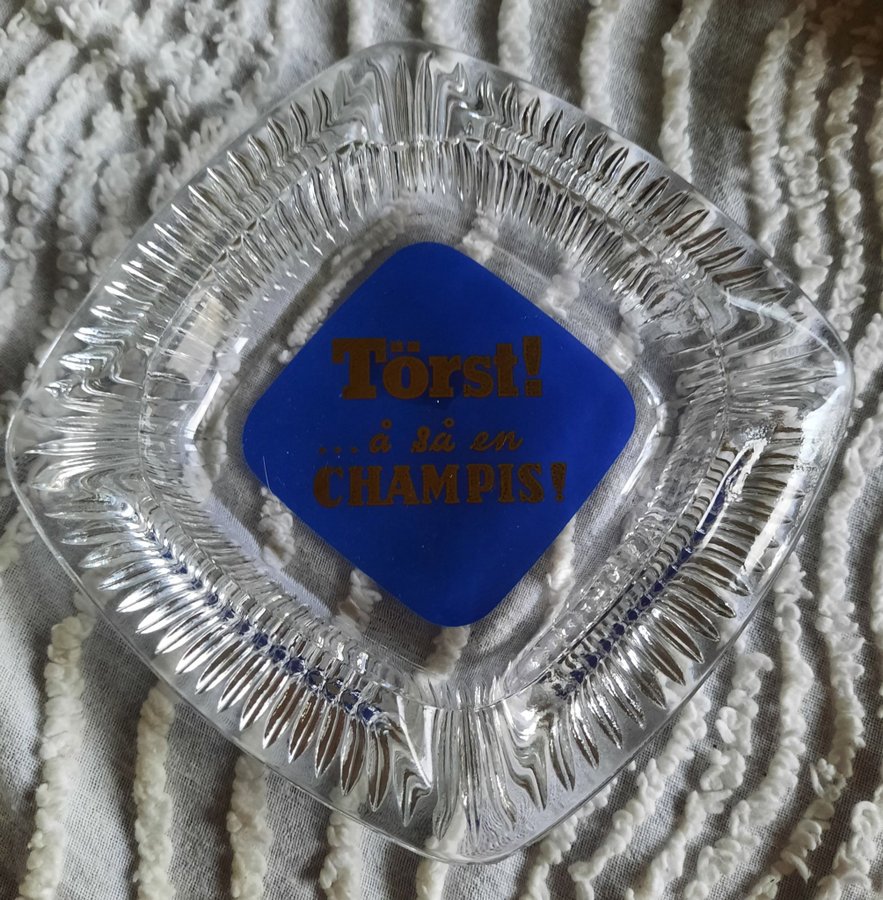 Törst!
...å så en
CHAMPIS!